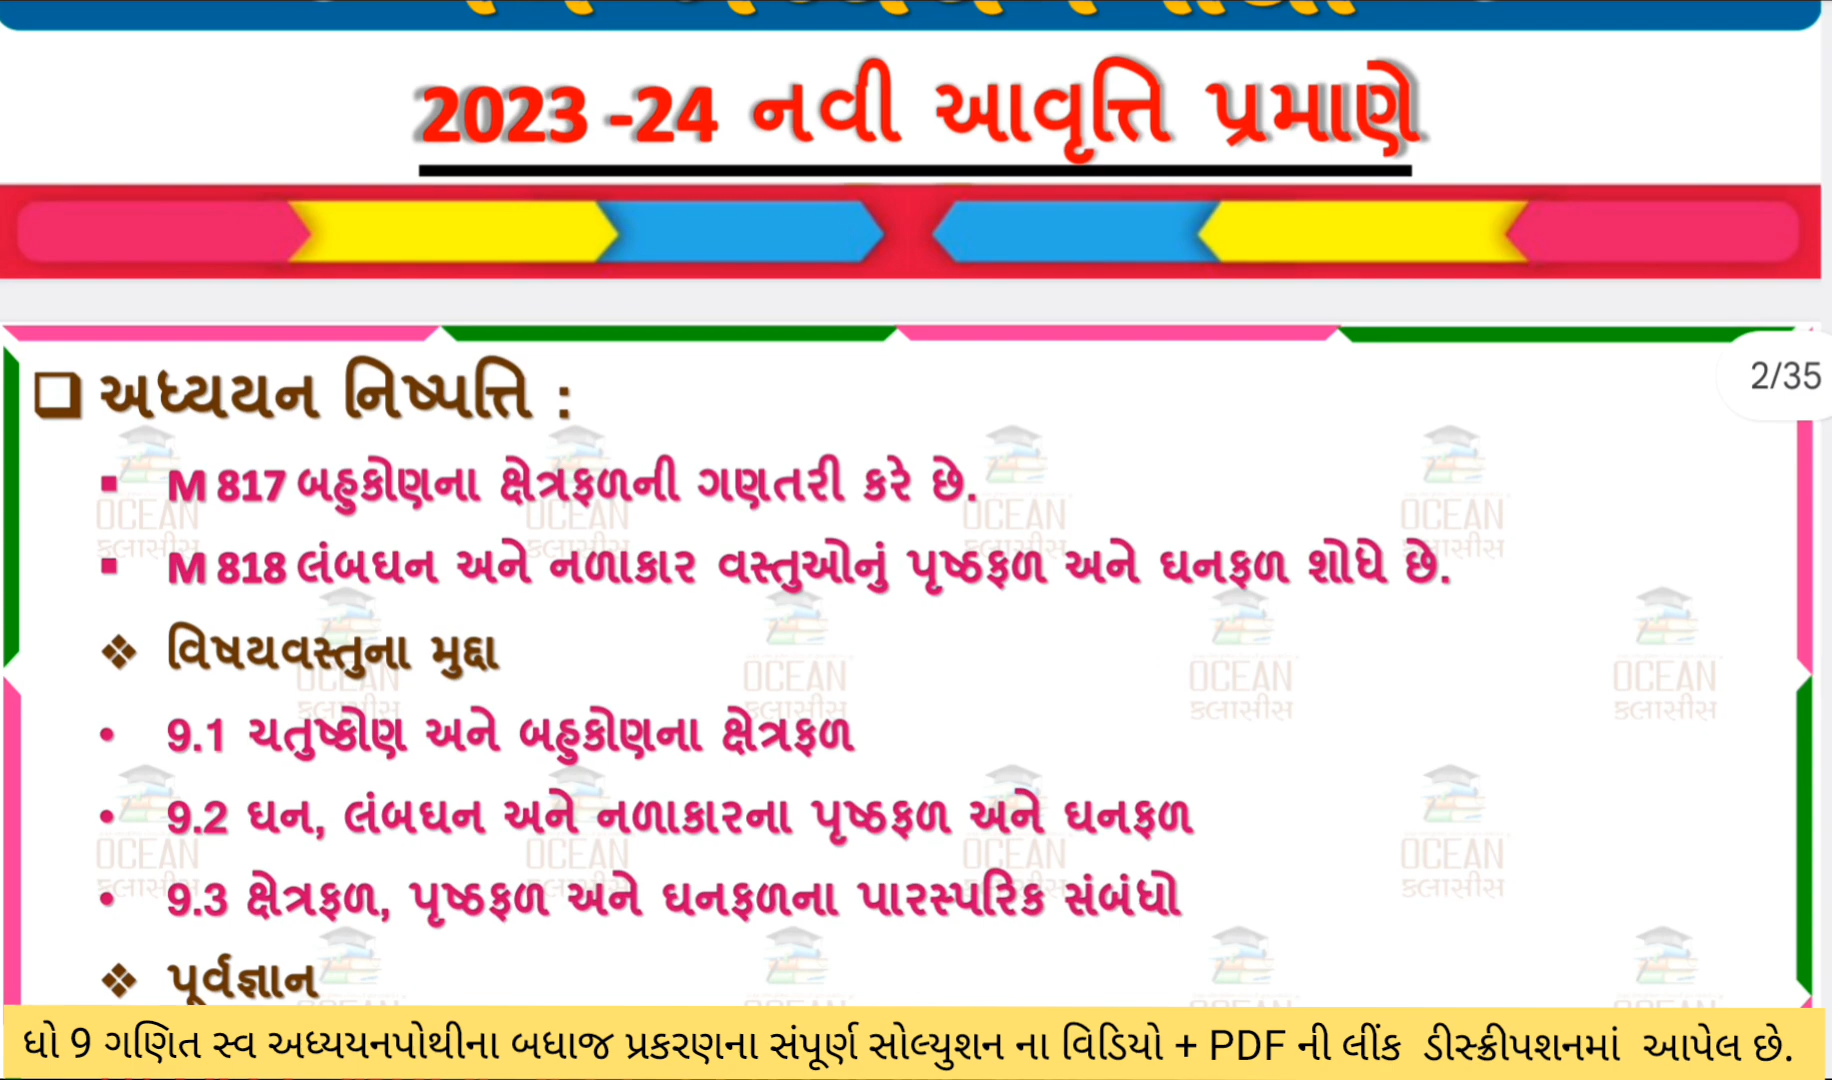 2023 -24 નવી આવૃત્તિ પ્રમાણે
2/35
❑ અધ્યયન નિષ્પત્તિ :
▪ M 817 બહુકોણના ક્ષેત્રફળની ગણતરી કરે છે.
▪ M 818 લંબઘન અને નળાકાર વસ્તુઓનું પૃષ્ઠફળ અને ઘનફળ શોધે છે.
❖ વિષયવસ્તુના મુદ્દા
• 9.1 ચતુષ્કોણ અને બહુકોણના ક્ષેત્રફળ
• 9.2 ઘન, લંબઘન અને નળાકારના પૃષ્ઠફળ અને ઘનફળ
• 9.3 ક્ષેત્રફળ, પૃષ્ઠફળ અને ઘનફળના પારસ્પરિક સંબંધો
❖ પૂર્વજ્ઞાન
OCEAN
ક્લાસીસ
ધો 9 ગણિત સ્વ અધ્યયનપોથીના બધાજ પ્રકરણના સંપૂર્ણ સોલ્યુશન ના વિડિયો + PDF ની લીંક ડીસ્ક્રીપશનમાં આપેલ છે.